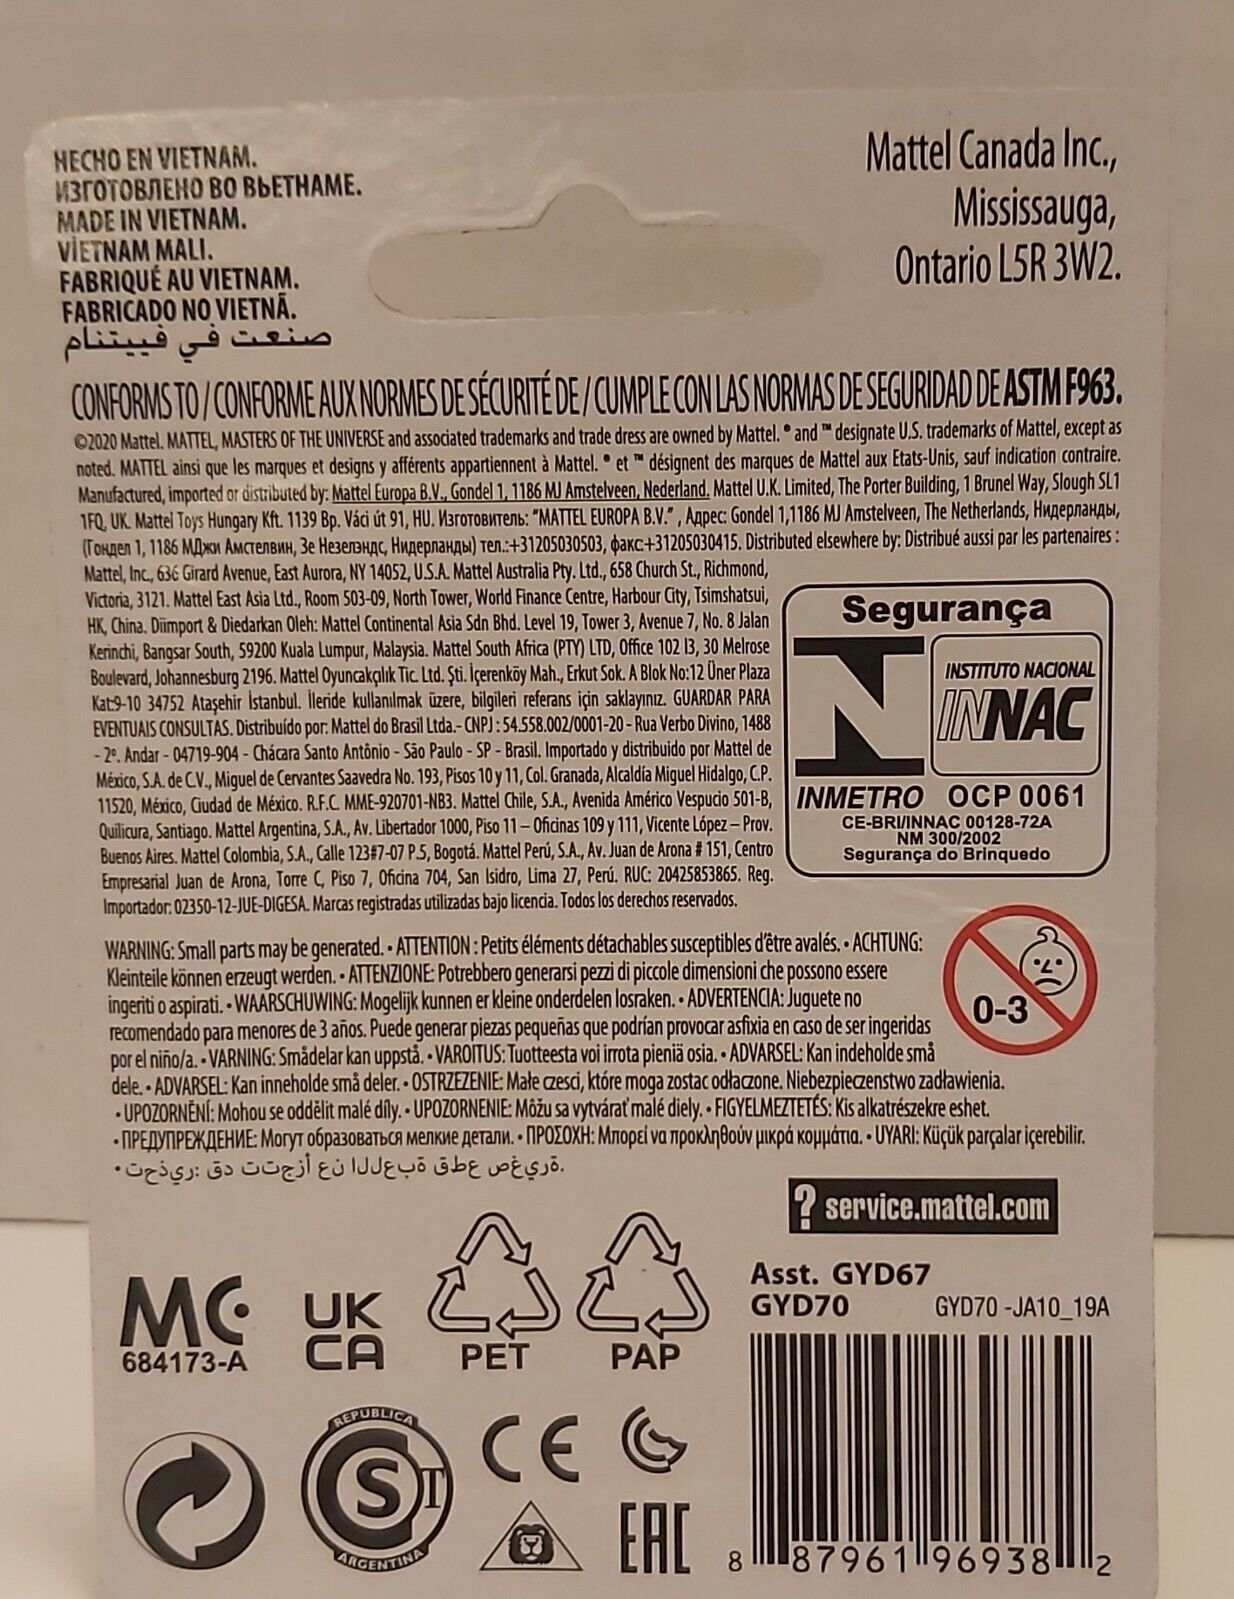 HECHO EN VIETNAM.
ИЗГОТОВЛЕНО ВО ВЬЕТНАМЕ.
MADE IN VIETNAM.
VİETNAM MALI.
FABRIQUÉ AU VIETNAM.
FABRICADO NO VIETNÃ.
صنعت في فييتنام
Mattel Canada Inc.,
Mississauga,
Ontario L5R 3W2.
CONFORMS TO / CONFORME AUX NORMES DE SÉCURITÉ DE / CUMPLE CON LAS NORMAS DE SEGURIDAD DE ASTM F963.
©2020 Mattel. MATTEL, MASTERS OF THE UNIVERSE and associated trademarks and trade dress are owned by Mattel. ® and ™ designate U.S. trademarks of Mattel, except as
noted. MATTEL ainsi que les marques et designs y afférents appartiennent à Mattel. ® et ™ désignent des marques de Mattel aux Etats-Unis, sauf indication contraire.
Manufactured, imported or distributed by: Mattel Europa B.V., Gondel 1, 1186 MJ Amstelveen, Nederland. Mattel U.K. Limited, The Porter Building, 1 Brunel Way, Slough SL1
1FQ, UK. Mattel Toys Hungary Kft. 1139 Bp. Váci út 91, HU. Изготовитель: "MATTEL EUROPA B.V." , Адрес: Gondel 1,1186 MJ Amstelveen, The Netherlands, Нидерланды,
(Гондел 1, 1186 МДжи Амстелвин, Зе Незелэндс, Нидерланды) тел.:+31205030503, факс:+31205030415. Distributed elsewhere by: Distribué aussi par les partenaires :
Mattel, Inc., 636 Girard Avenue, East Aurora, NY 14052, U.S.A. Mattel Australia Pty. Ltd., 658 Church St., Richmond,
Victoria, 3121. Mattel East Asia Ltd., Room 503-09, North Tower, World Finance Centre, Harbour City, Tsimshatsui,
HK, China. Diimport & Diedarkan Oleh: Mattel Continental Asia Sdn Bhd. Level 19, Tower 3, Avenue 7, No. 8 Jalan
Kerinchi, Bangsar South, 59200 Kuala Lumpur, Malaysia. Mattel South Africa (PTY) LTD, Office 102 I3, 30 Melrose
Boulevard, Johannesburg 2196. Mattel Oyuncakçılık Tic. Ltd. Şti. İçerenköy Mah., Erkut Sok. A Blok No:12 Üner Plaza
Kat:9-10 34752 Ataşehir İstanbul. İleride kullanılmak üzere, bilgileri referans için saklayınız. GUARDAR PARA
EVENTUAIS CONSULTAS. Distribuído por: Mattel do Brasil Ltda.- CNPJ : 54.558.002/0001-20 - Rua Verbo Divino, 1488
- 2º. Andar - 04719-904 - Chácara Santo Antônio - São Paulo - SP - Brasil. Importado y distribuido por Mattel de
México, S.A. de C.V., Miguel de Cervantes Saavedra No. 193, Pisos 10 y 11, Col. Granada, Alcaldía Miguel Hidalgo, C.P.
11520, México, Ciudad de México. R.F.C. MME-920701-NB3. Mattel Chile, S.A., Avenida Américo Vespucio 501-B,
Quilicura, Santiago. Mattel Argentina, S.A., Av. Libertador 1000, Piso 11 – Oficinas 109 y 111, Vicente López – Prov.
Buenos Aires. Mattel Colombia, S.A., Calle 123#7-07 P.5, Bogotá. Mattel Perú, S.A., Av. Juan de Arona # 151, Centro
Empresarial Juan de Arona, Torre C, Piso 7, Oficina 704, San Isidro, Lima 27, Perú. RUC: 20425853865. Reg.
Importador: 02350-12-JUE-DIGESA. Marcas registradas utilizadas bajo licencia. Todos los derechos reservados.
Segurança
INSTITUTO NACIONAL
INNAC
INMETRO OCP 0061
CE-BRI/INNAC 00128-72A
NM 300/2002
Segurança do Brinquedo
WARNING: Small parts may be generated. • ATTENTION : Petits éléments détachables susceptibles d'être avalés. • ACHTUNG:
Kleinteile können erzeugt werden. • ATTENZIONE: Potrebbero generarsi pezzi di piccole dimensioni che possono essere
ingeriti o aspirati. • WAARSCHUWING: Mogelijk kunnen er kleine onderdelen losraken. • ADVERTENCIA: Juguete no
recomendado para menores de 3 años. Puede generar piezas pequeñas que podrían provocar asfixia en caso de ser ingeridas
por el niño/a. • VARNING: Smådelar kan uppstå. • VAROITUS: Tuotteesta voi irrota pieniä osia. • ADVARSEL: Kan indeholde små
dele. • ADVARSEL: Kan inneholde små deler. • OSTRZEZENIE: Małe czesci, które moga zostac odłaczone. Niebezpieczenstwo zadławienia.
• UPOZORNĚNÍ: Mohou se oddělit malé díly. • UPOZORNENIE: Môžu sa vytvárať malé diely. • FIGYELMEZTETÉS: Kis alkatrészekre eshet.
• ПРЕДУПРЕЖДЕНИЕ: Могут образоваться мелкие детали. • ΠΡΟΣΟΧΗ: Μπορεί να προκληθούν μικρά κομμάτια. • UYARI: Küçük parçalar içerebilir.
• تحذير: قد تتجزأ عن اللعبة قطع صغيرة.
0-3
? service.mattel.com
MC
684173-A
UK
CA
PET
PAP
Asst. GYD67
GYD70
GYD70 -JA10_19A
REPUBLICA
S T
ARGENTINA
CE
EAC
8 87961 96938 2